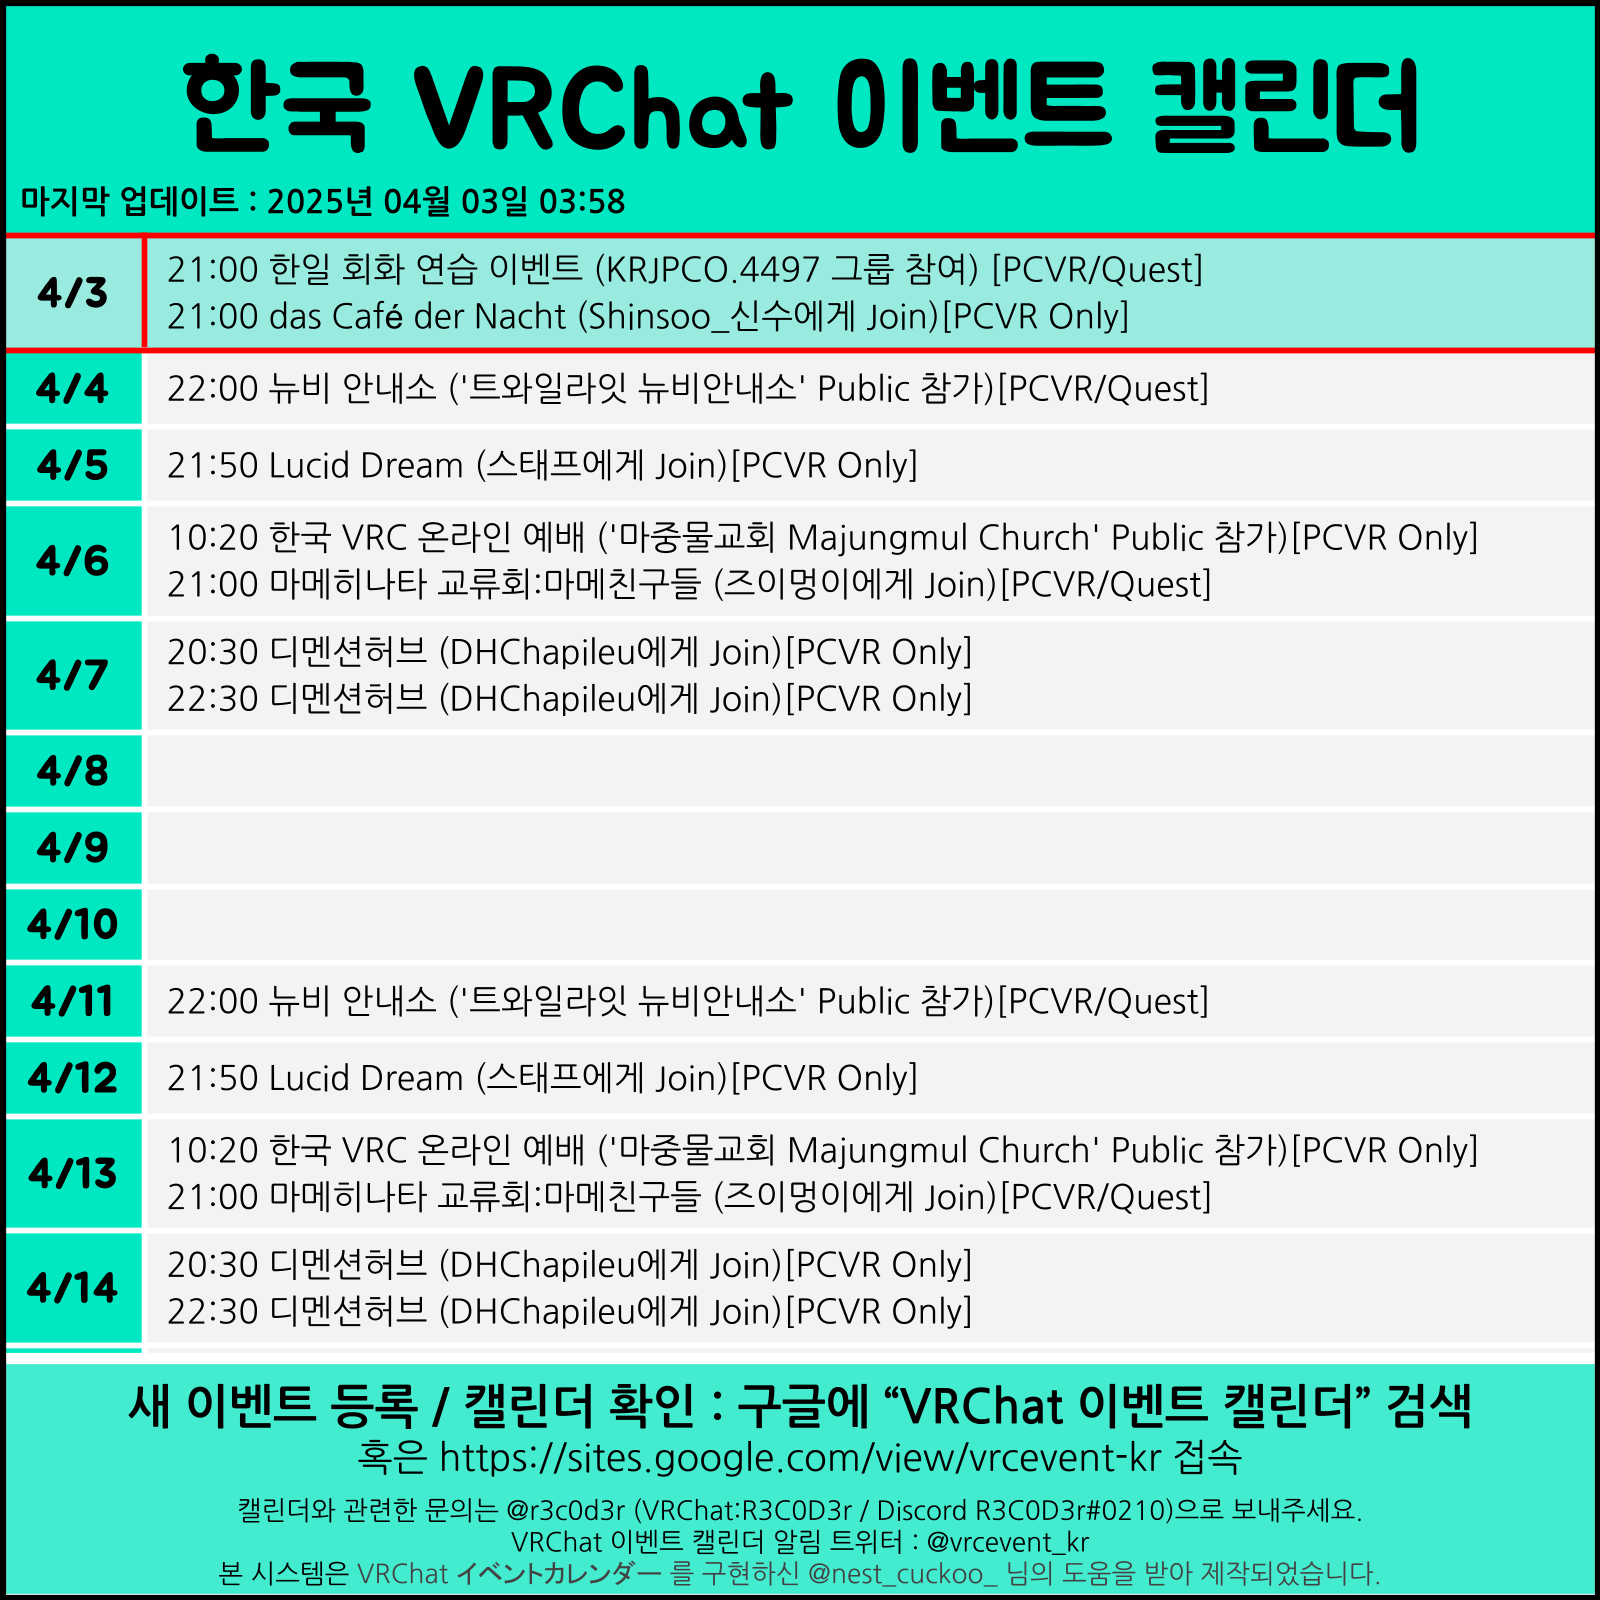 한국 VRChat 이벤트 캘린더
마지막 업데이트 : 2025년 04월 03일 03:58
4/3
21:00 한일 회화 연습 이벤트 (KRJPCO.4497 그룹 참여) [PCVR/Quest]
21:00 das Café der Nacht (Shinsoo_신수에게 Join)[PCVR Only]
4/4
22:00 뉴비 안내소 ('트와일라잇 뉴비안내소' Public 참가)[PCVR/Quest]
4/5
21:50 Lucid Dream (스태프에게 Join)[PCVR Only]
4/6
10:20 한국 VRC 온라인 예배 ('마중물교회 Majungmul Church' Public 참가)[PCVR Only]
21:00 마메히나타 교류회:마메친구들 (즈이멍이에게 Join)[PCVR/Quest]
4/7
20:30 디멘션허브 (DHChapileu에게 Join)[PCVR Only]
22:30 디멘션허브 (DHChapileu에게 Join)[PCVR Only]
4/8
4/9
4/10
4/11
22:00 뉴비 안내소 ('트와일라잇 뉴비안내소' Public 참가)[PCVR/Quest]
4/12
21:50 Lucid Dream (스태프에게 Join)[PCVR Only]
4/13
10:20 한국 VRC 온라인 예배 ('마중물교회 Majungmul Church' Public 참가)[PCVR Only]
21:00 마메히나타 교류회:마메친구들 (즈이멍이에게 Join)[PCVR/Quest]
4/14
20:30 디멘션허브 (DHChapileu에게 Join)[PCVR Only]
22:30 디멘션허브 (DHChapileu에게 Join)[PCVR Only]
새 이벤트 등록 / 캘린더 확인 : 구글에 “VRChat 이벤트 캘린더” 검색
혹은 https://sites.google.com/view/vrcevent-kr 접속
캘린더와 관련한 문의는 @r3c0d3r (VRChat:R3C0D3r / Discord R3C0D3r#0210)으로 보내주세요.
VRChat 이벤트 캘린더 알림 트위터 : @vrcevent_kr
본 시스템은 VRChat イベントカレンダー 를 구현하신 @nest_cuckoo_ 님의 도움을 받아 제작되었습니다.